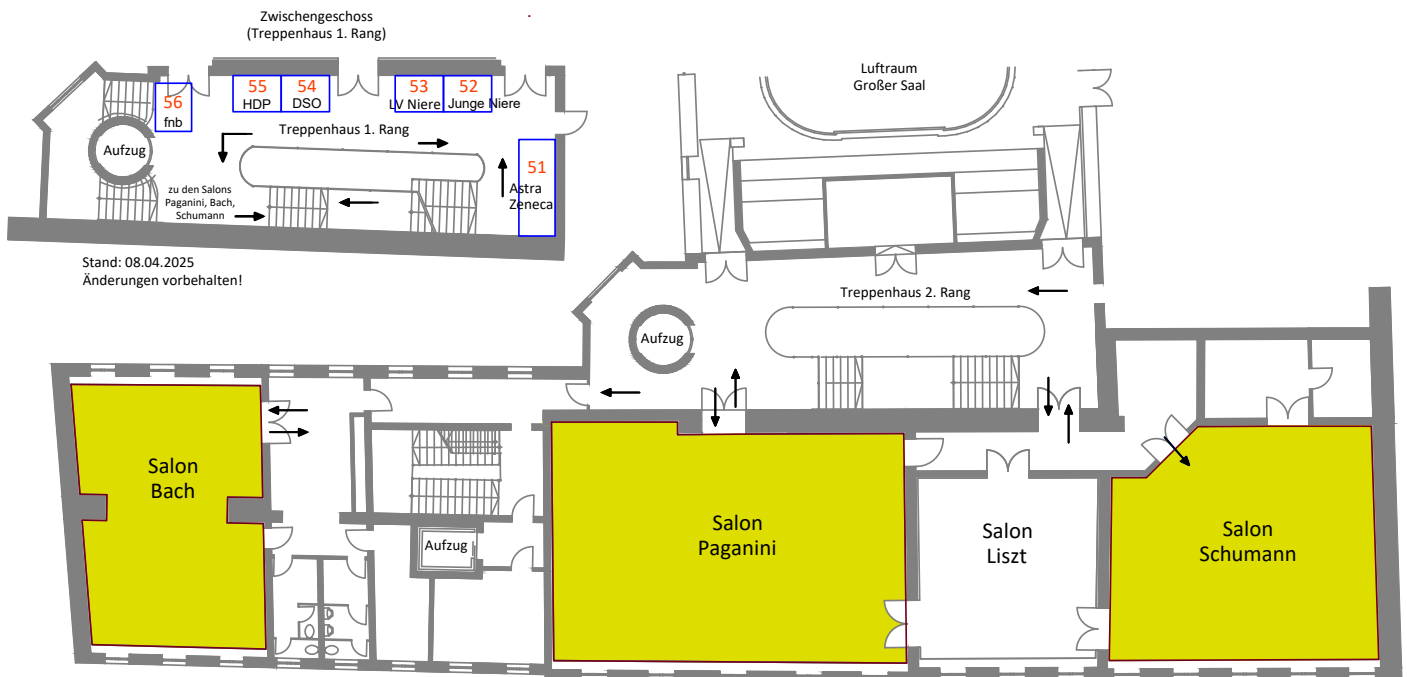 Zwischengeschoss
(Treppenhaus 1. Rang)
56
fnb
55
HDP
54
DSO
53
LV Niere
52
Junge Niere
Luftraum
Großer Saal
Aufzug
Treppenhaus 1. Rang
51
Astra
Zeneca
zu den Salons
Paganini, Bach,
Schumann
Stand: 08.04.2025
Änderungen vorbehalten!
Treppenhaus 2. Rang
Aufzug
Salon
Bach
Aufzug
Salon
Paganini
Salon
Liszt
Salon
Schumann